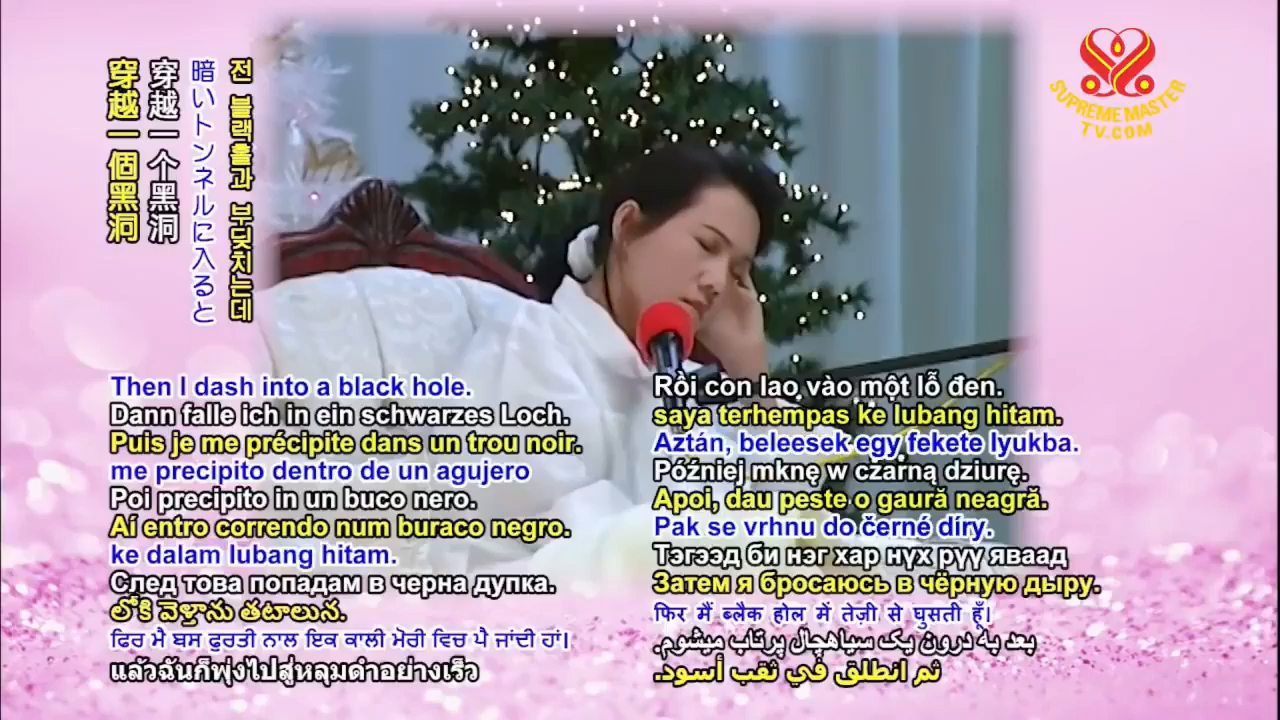 穿越一個黑洞
穿越一个黑洞
暗いトンネルに入ると
전 블랙홀과 부딪치는데
SUPREME MASTER
TV.COM
Then I dash into a black hole.
Dann falle ich in ein schwarzes Loch.
Puis je me précipite dans un trou noir.
me precipito dentro de un agujero
Poi precipito in un buco nero.
Aí entro correndo num buraco negro.
ke dalam lubang hitam.
След това попадам в черна дупка.
లోకి వెళ్తాను తటాలున.
ਫਿਰ ਮੈ ਬਸ ਫੁਰਤੀ ਨਾਲ ਇਕ ਕਾਲੀ ਮੋਰੀ ਵਿਚ ਪੈ ਜਾਂਦੀ ਹਾਂ।
แล้วฉันก็พุ่งไปสู่หลุมดำอย่างเร็ว
Rồi còn lao vào một lỗ đen.
saya terhempas ke lubang hitam.
Aztán, beleesek egy fekete lyukba.
Później mknę w czarną dziurę.
Apoi, dau peste o gaură neagră.
Pak se vrhnu do černé díry.
Тэгээд би нэг хар нүх рүү яваад
Затем я бросаюсь в чёрную дыру.
फिर मैं ब्लैक होल में तेज़ी से घुसती हूँ।
بعد به درون یک سیاهچال پرتاب میشوم.
ثم انطلق في ثقب أسود.